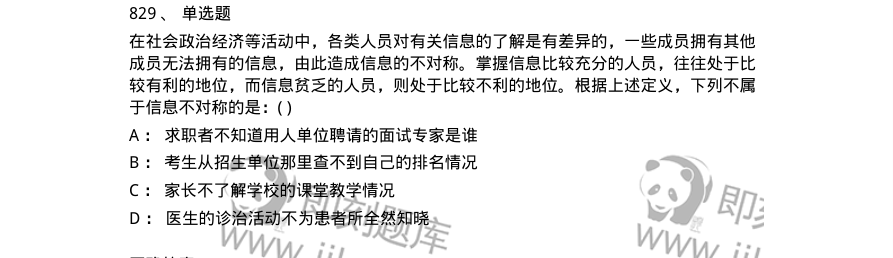 829 、 单选题
在社会政治经济等活动中，各类人员对有关信息的了解是有差异的，一些成员拥有其他
成员无法拥有的信息，由此造成信息的不对称。掌握信息比较充分的人员，往往处于比
较有利的地位，而信息贫乏的人员，则处于比较不利的地位。根据上述定义，下列不属
于信息不对称的是：( )
A ： 求职者不知道用人单位聘请的面试专家是谁
B ： 考生从招生单位那里查不到自己的排名情况
C ： 家长不了解学校的课堂教学情况
D ： 医生的诊治活动不为患者所全然知晓
即刻题库